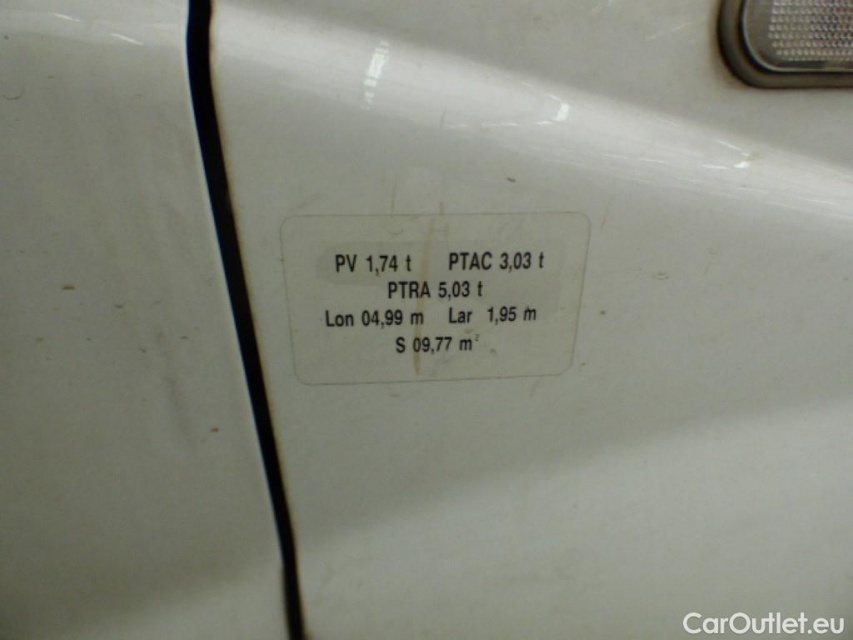 PV 1,74 t PTAC 3,03 t
PTRA 5,03 t
Lon 04,99 m Lar 1,95 m
S 09,77 m²
CarOutlet.eu